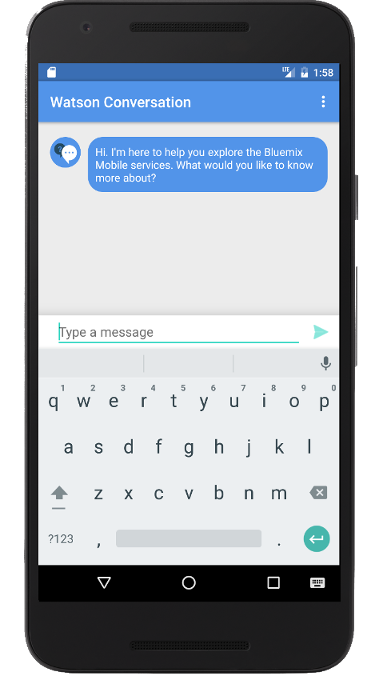 LTE 1:58
Watson Conversation
Hi. I'm here to help you explore the Bluemix
Mobile services. What would you like to know
more about?
Type a message
1 2 3 4 5 6 7 8 9 0
q w e r t y u i o p
a s d f g h j k l
z x c v b n m
?123 , .